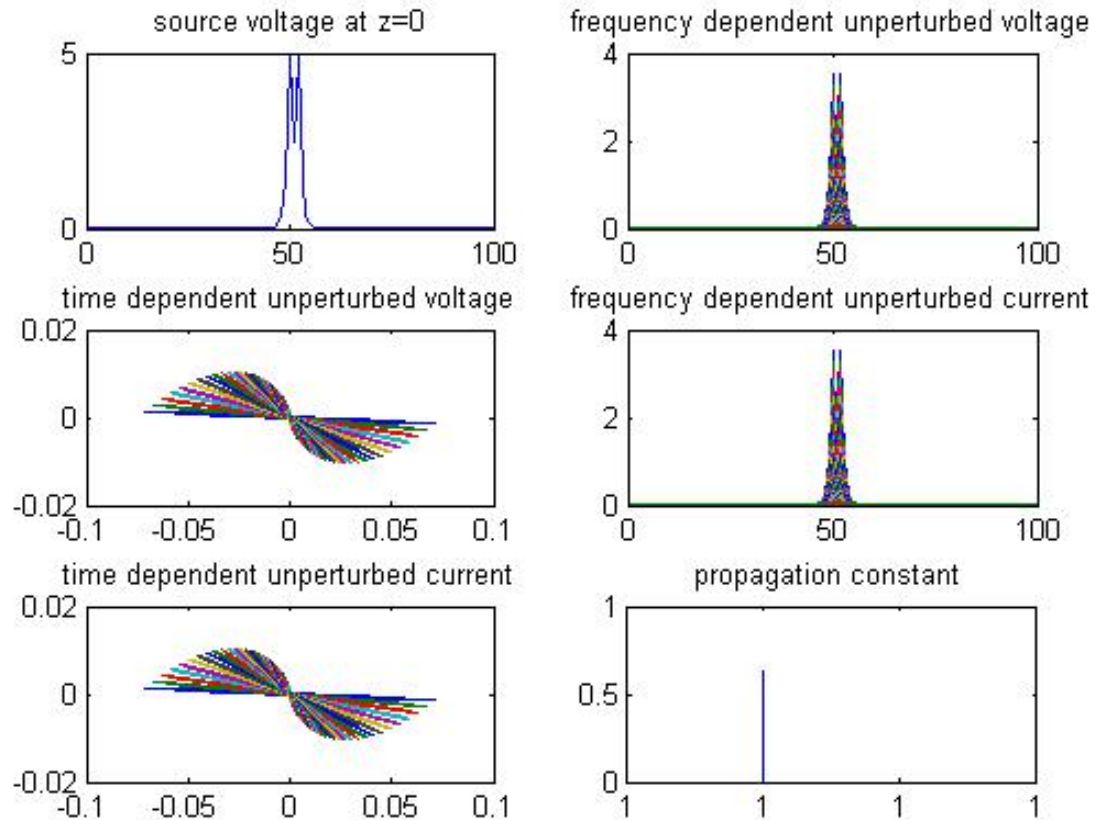 source voltage at z=0
frequency dependent unperturbed voltage
5
0
0 50 100
4
2
0
0 50 100
time dependent unperturbed voltage
frequency dependent unperturbed current
0.02
0
-0.02
-0.1 -0.05 0 0.05 0.1
4
2
0
0 50 100
time dependent unperturbed current
propagation constant
0.02
0
-0.02
-0.1 -0.05 0 0.05 0.1
1
0.5
0
1 1 1 1